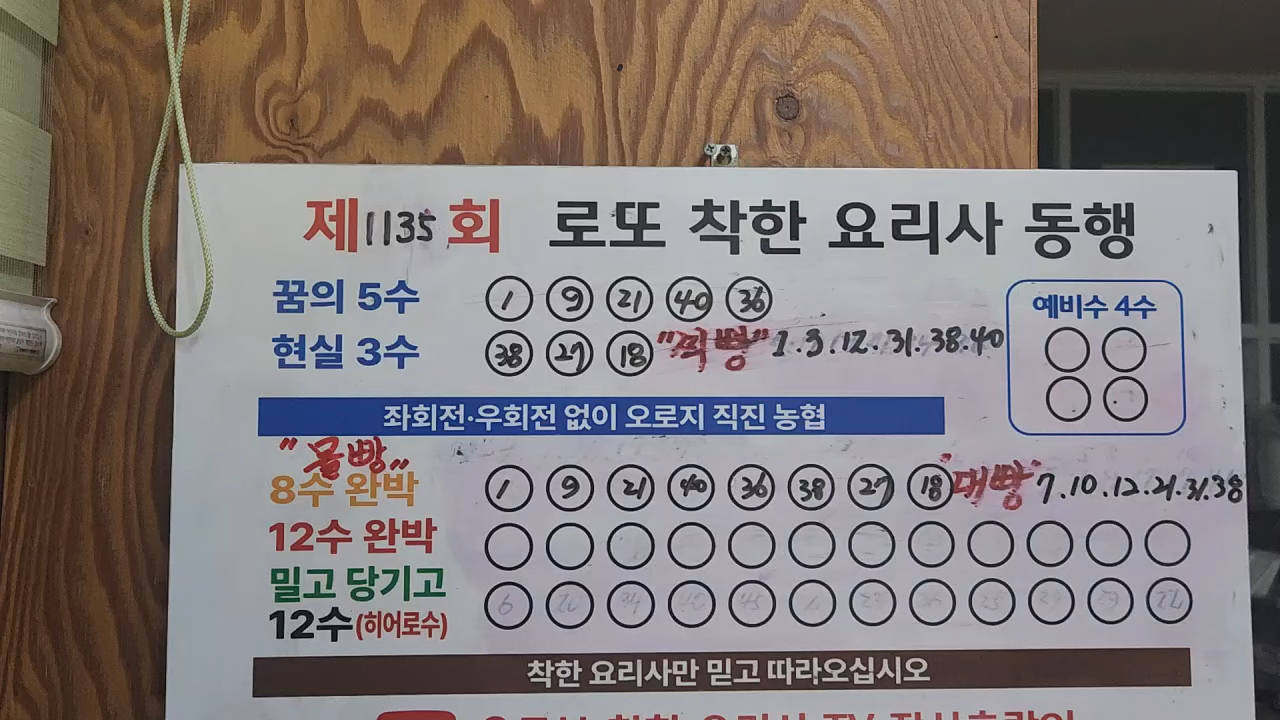 제1135회 로또 착한 요리사 동행
꿈의 5수 1 9 21 40 36
현실 3수 38 27 18 "찍빵" 1.9.12.31.38.40
예비수 4수
좌회전·우회전 없이 오로지 직진 농협
"몰빵"
8수 완박 1 9 21 40 36 38 27 18 "대빵" 7.10.12.21.31.38
12수 완박
밀고 당기고
12수(히어로수)
착한 요리사만 믿고 따라오십시오